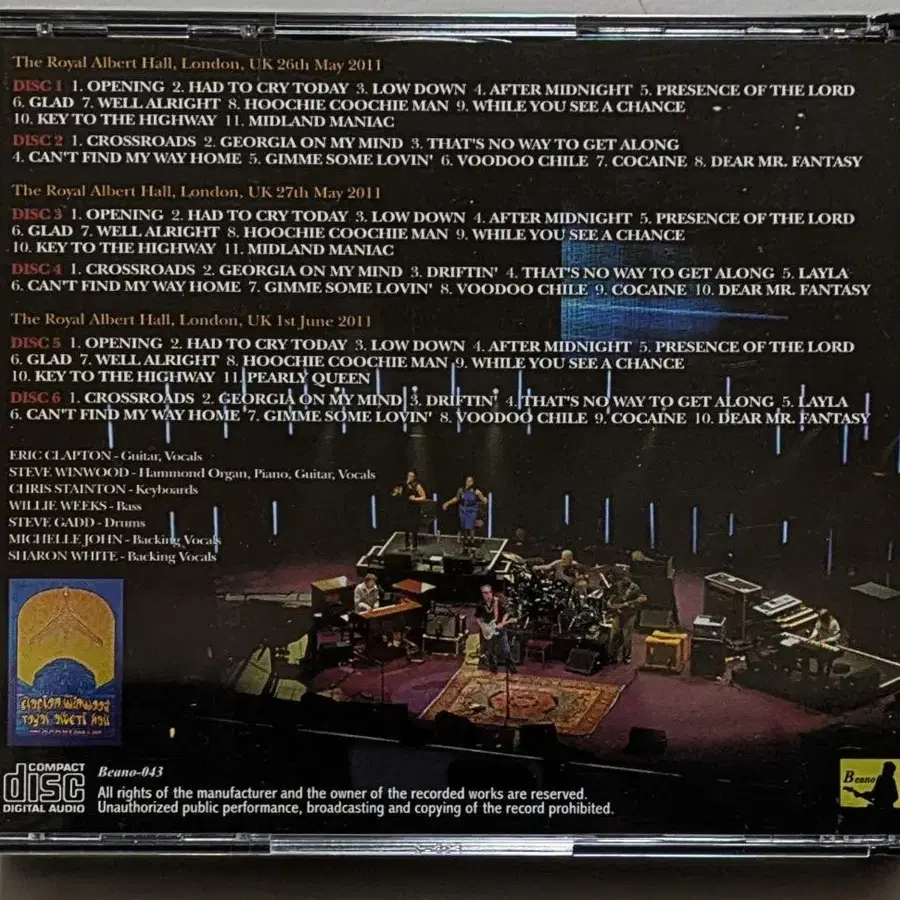 The Royal Albert Hall, London, UK 26th May 2011
DISC 1 1. OPENING 2. HAD TO CRY TODAY 3. LOW DOWN 4. AFTER MIDNIGHT 5. PRESENCE OF THE LORD
6. GLAD 7. WELL ALRIGHT 8. HOOCHIE COOCHIE MAN 9. WHILE YOU SEE A CHANCE
10. KEY TO THE HIGHWAY 11. MIDLAND MANIAC
DISC 2 1. CROSSROADS 2. GEORGIA ON MY MIND 3. THAT'S NO WAY TO GET ALONG
4. CAN'T FIND MY WAY HOME 5. GIMME SOME LOVIN' 6. VOODOO CHILE 7. COCAINE 8. DEAR MR. FANTASY
The Royal Albert Hall, London, UK 27th May 2011
DISC 3 1. OPENING 2. HAD TO CRY TODAY 3. LOW DOWN 4. AFTER MIDNIGHT 5. PRESENCE OF THE LORD
6. GLAD 7. WELL ALRIGHT 8. HOOCHIE COOCHIE MAN 9. WHILE YOU SEE A CHANCE
10. KEY TO THE HIGHWAY 11. MIDLAND MANIAC
DISC 4 1. CROSSROADS 2. GEORGIA ON MY MIND 3. DRIFTIN' 4. THAT'S NO WAY TO GET ALONG 5. LAYLA
6. CAN'T FIND MY WAY HOME 7. GIMME SOME LOVIN' 8. VOODOO CHILE 9. COCAINE 10. DEAR MR. FANTASY
The Royal Albert Hall, London, UK 1st June 2011
DISC 5 1. OPENING 2. HAD TO CRY TODAY 3. LOW DOWN 4. AFTER MIDNIGHT 5. PRESENCE OF THE LORD
6. GLAD 7. WELL ALRIGHT 8. HOOCHIE COOCHIE MAN 9. WHILE YOU SEE A CHANCE
10. KEY TO THE HIGHWAY 11. PEARLY QUEEN
DISC 6 1. CROSSROADS 2. GEORGIA ON MY MIND 3. DRIFTIN' 4. THAT'S NO WAY TO GET ALONG 5. LAYLA
6. CAN'T FIND MY WAY HOME 7. GIMME SOME LOVIN' 8. VOODOO CHILE 9. COCAINE 10. DEAR MR. FANTASY
ERIC CLAPTON - Guitar, Vocals
STEVE WINWOOD - Hammond Organ, Piano, Guitar, Vocals
CHRIS STAINTON - Keyboards
WILLIE WEEKS - Bass
STEVE GADD - Drums
MICHELLE JOHN - Backing Vocals
SHARON WHITE - Backing Vocals
clapton winwood
royal albert hall
COMPACT
disc
DIGITAL AUDIO
Beano-043
All rights of the manufacturer and the owner of the recorded works are reserved.
Unauthorized public performance, broadcasting and copying of the record prohibited.
Beano